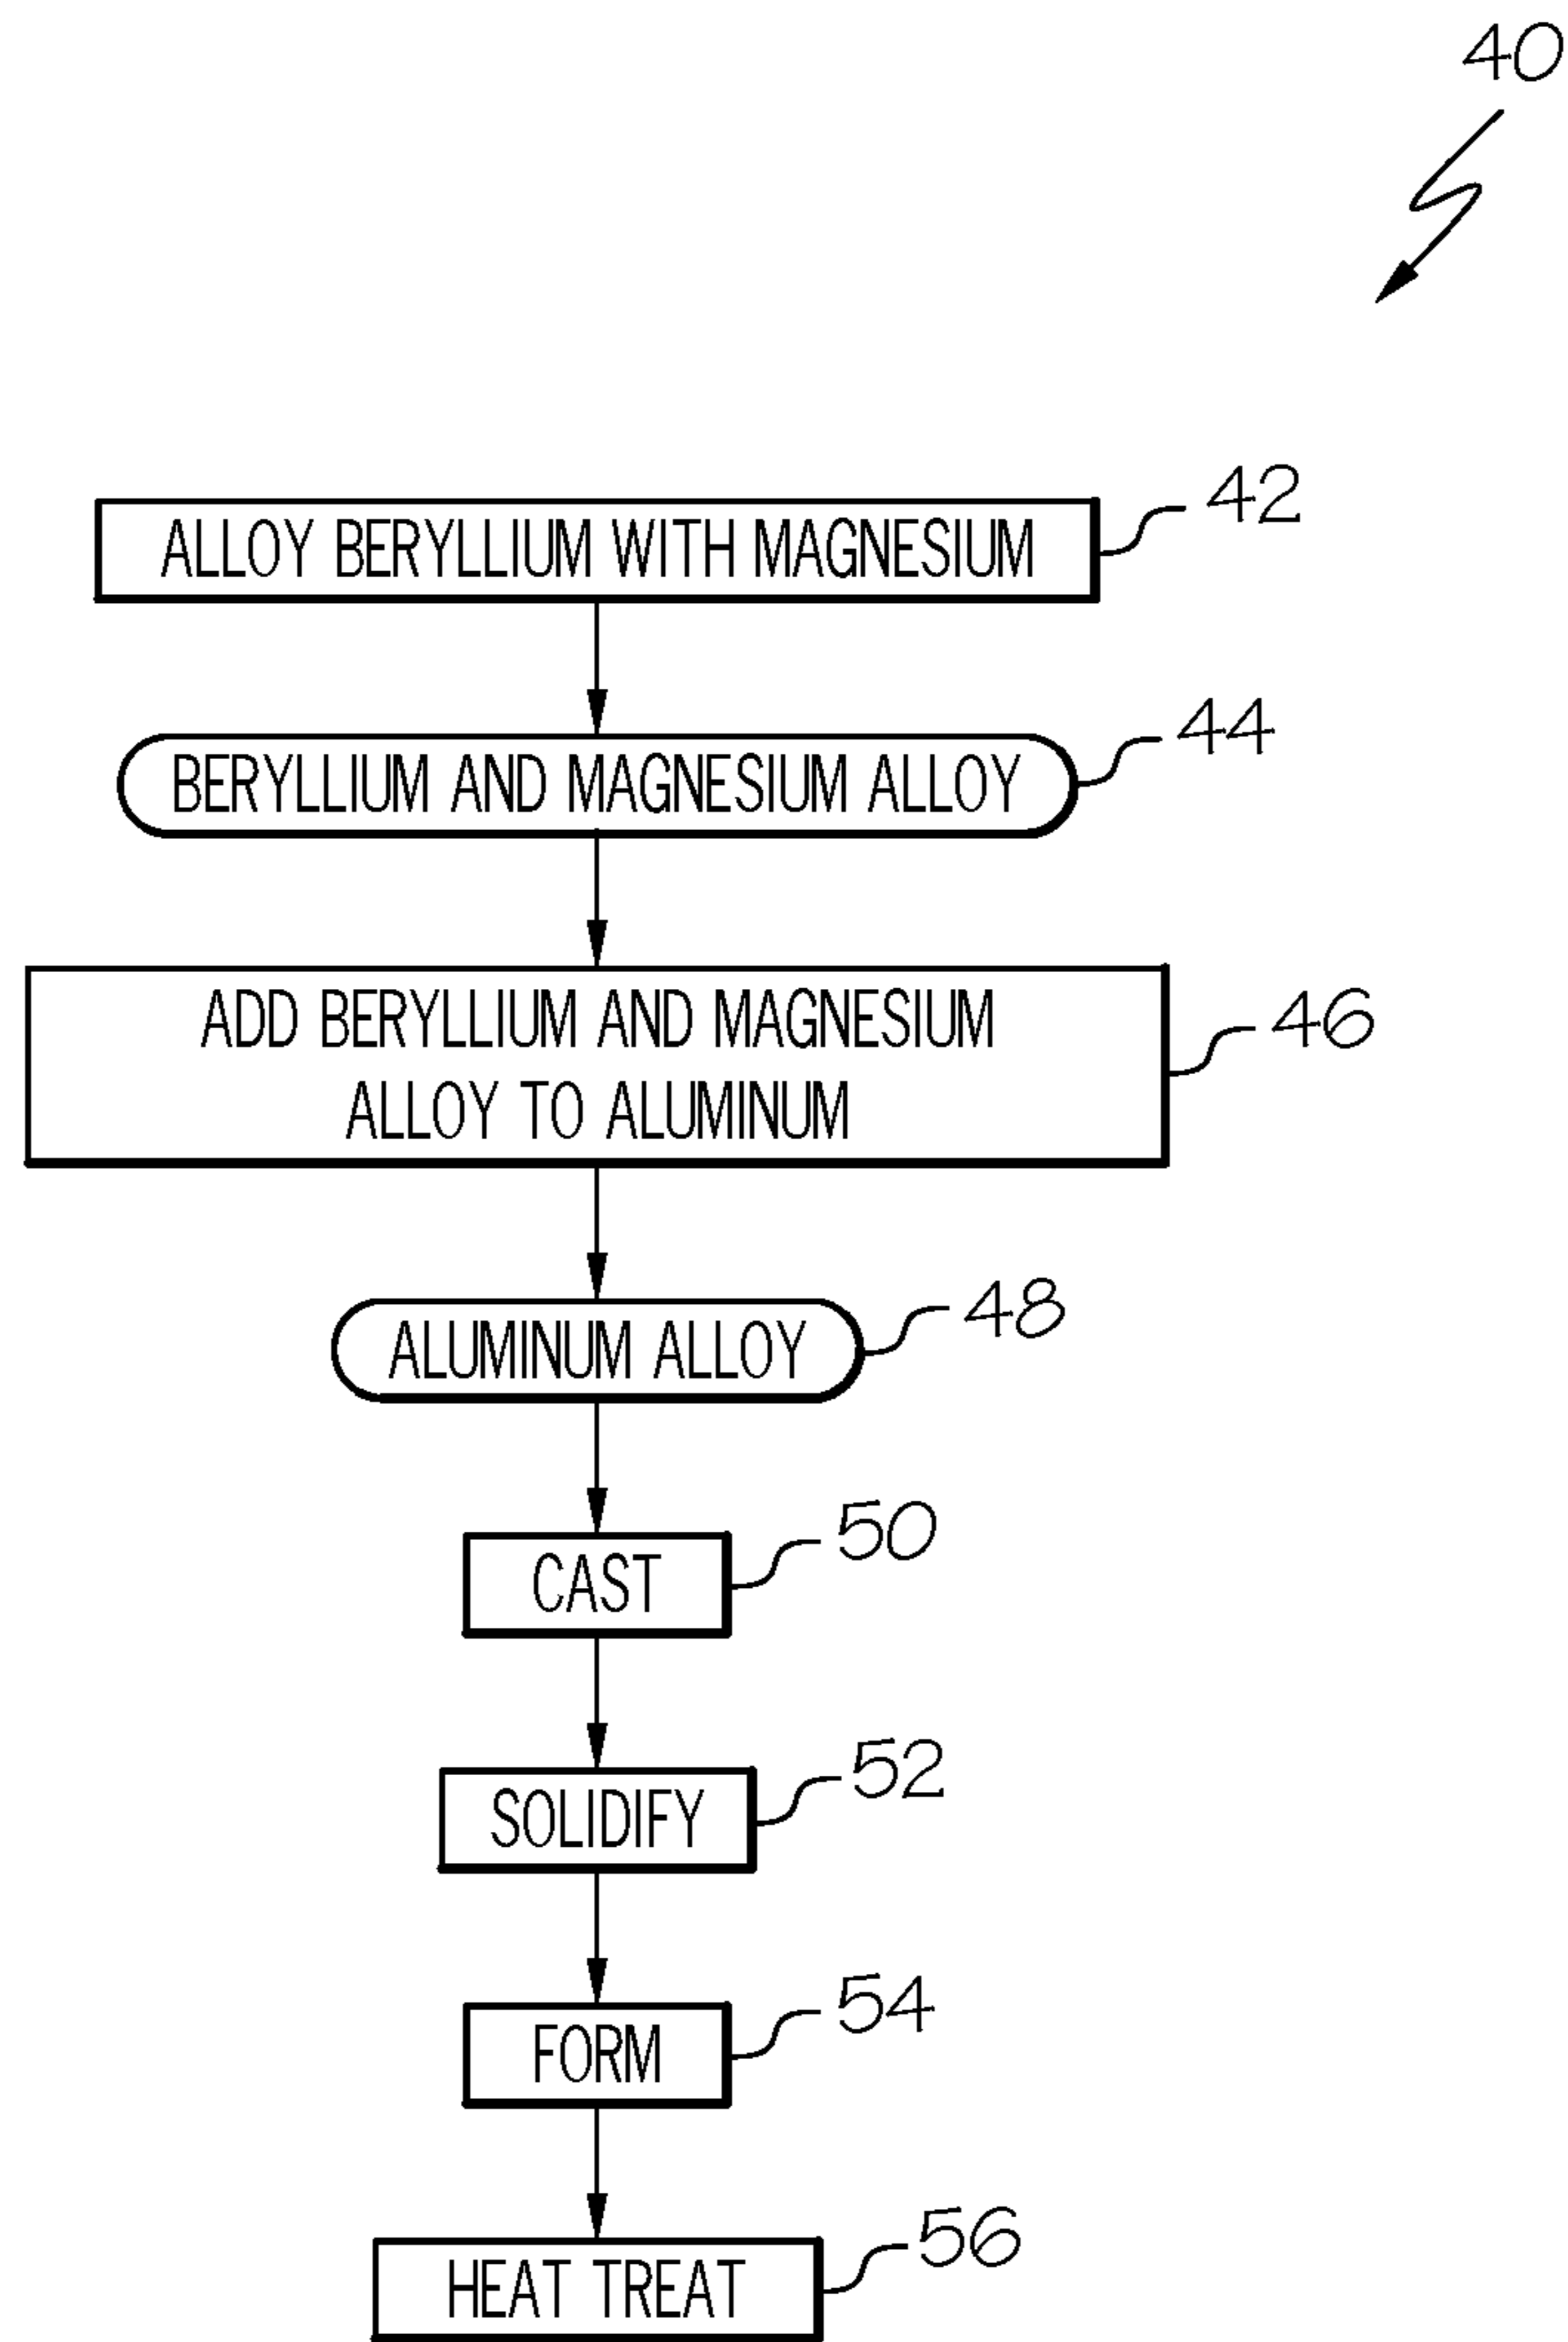 40
ALLOY BERYLLIUM WITH MAGNESIUM
42
BERYLLIUM AND MAGNESIUM ALLOY
44
ADD BERYLLIUM AND MAGNESIUM
ALLOY TO ALUMINUM
46
ALUMINUM ALLOY
48
CAST
50
SOLIDIFY
52
FORM
54
HEAT TREAT
56